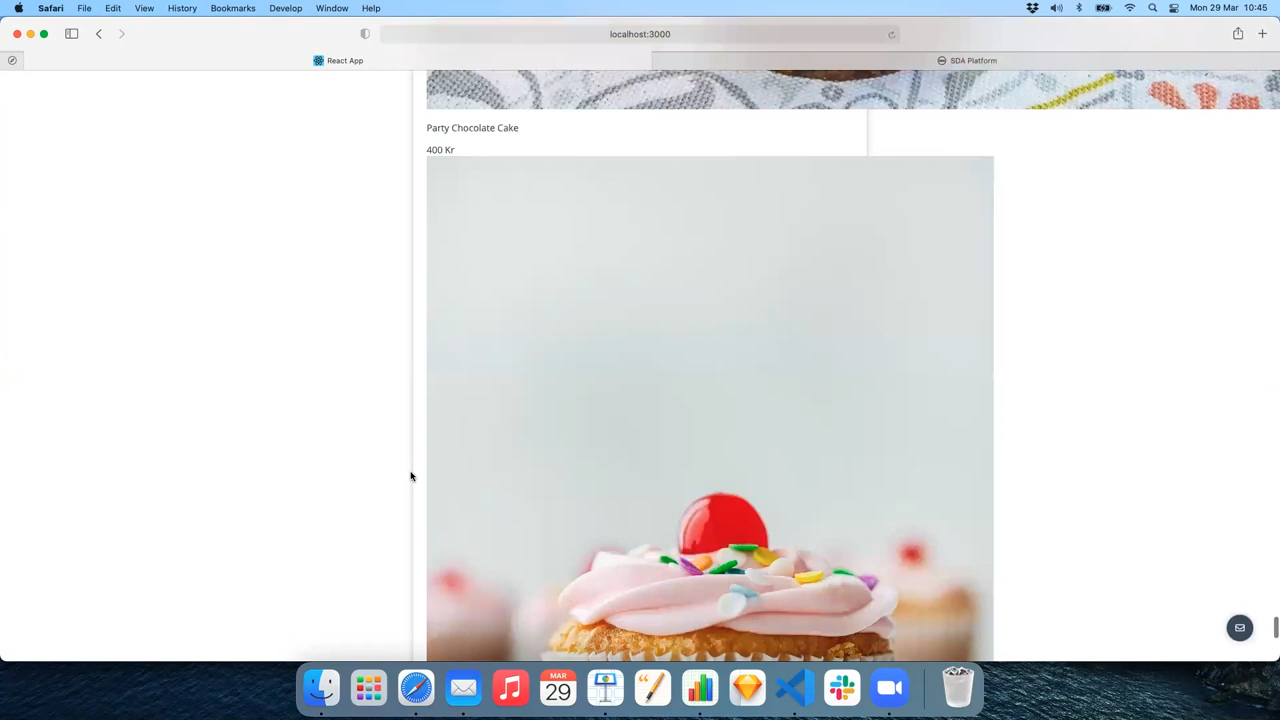 Safari File Edit View History Bookmarks Develop Window Help Mon 29 Mar 10:45
localhost:3000
React App SDA Platform
Party Chocolate Cake
400 Kr
MAR
29